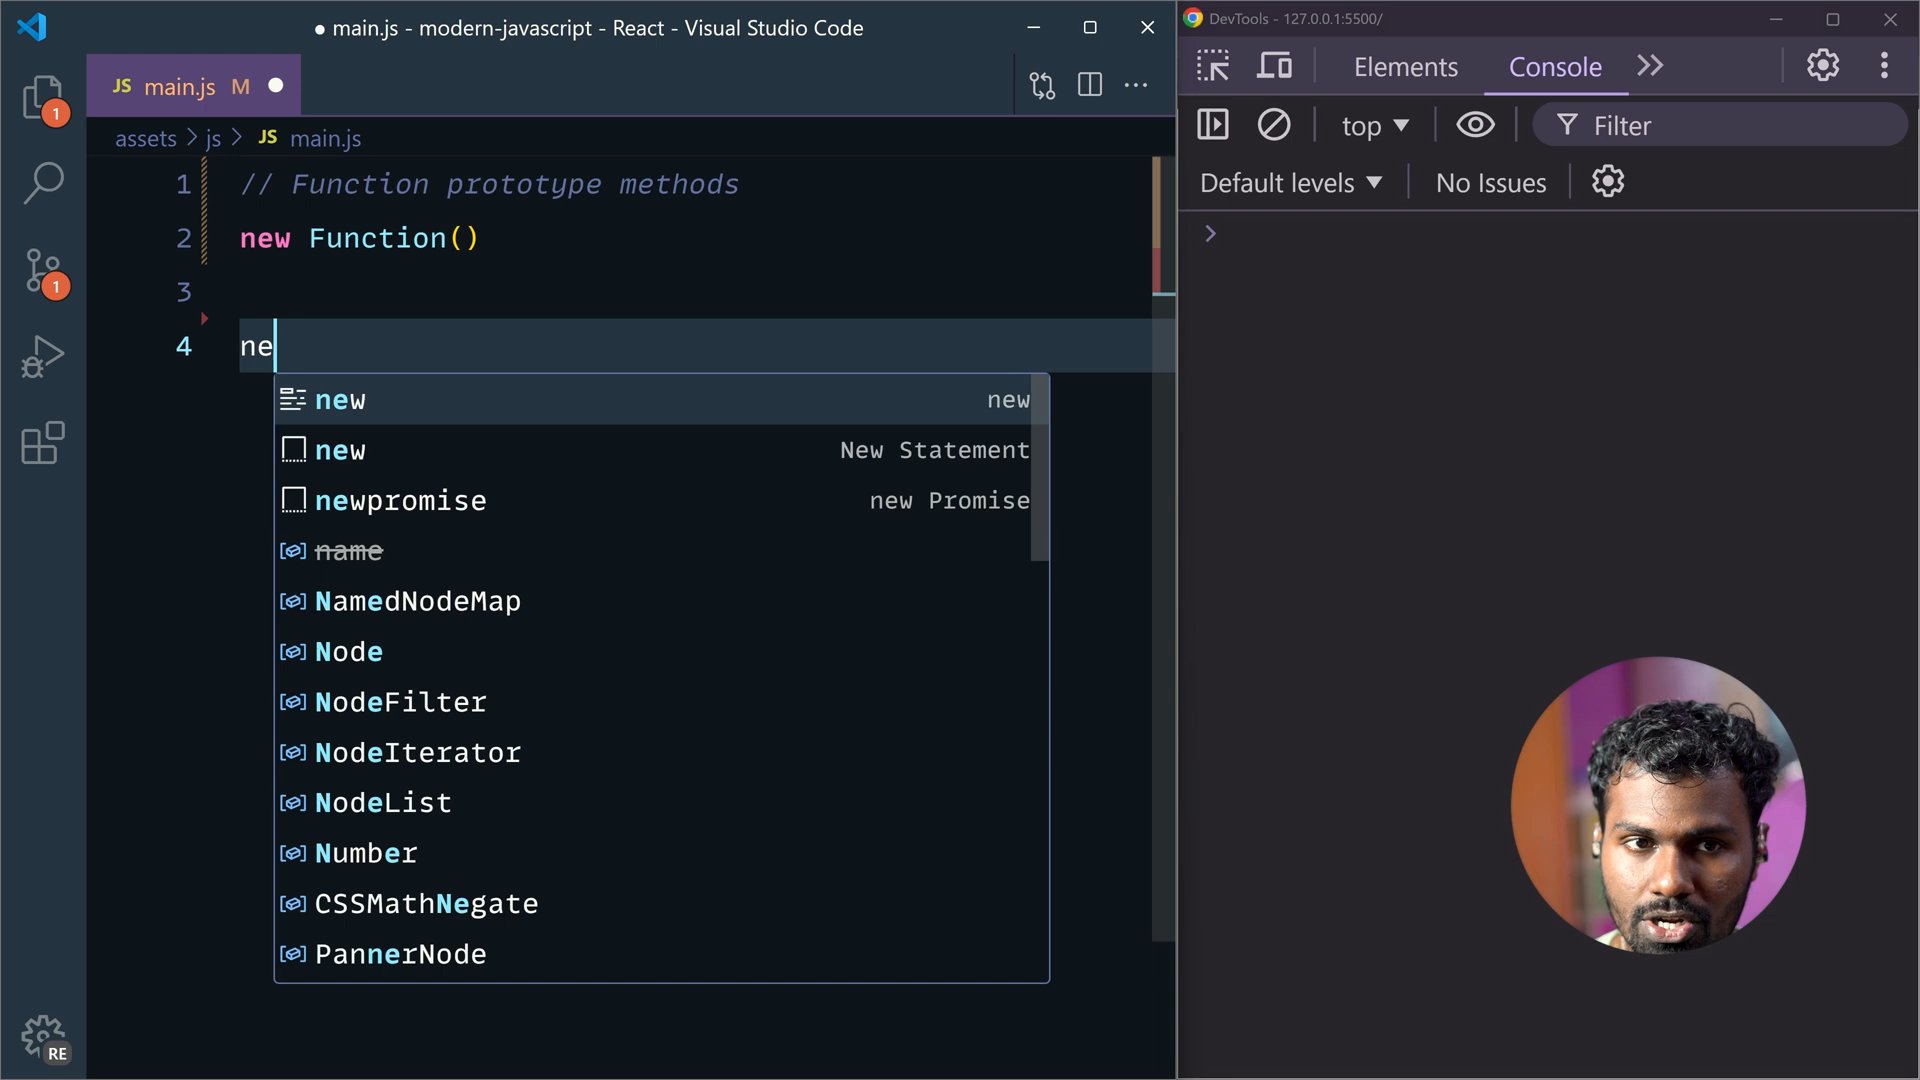 ● main.js - modern-javascript - React - Visual Studio Code
JS main.js M
assets > js > JS main.js
1 // Function prototype methods
2 new Function()
3
4 ne
new new
new New Statement
newpromise new Promise
name
NamedNodeMap
Node
NodeFilter
NodeIterator
NodeList
Number
CSSMathNegate
PannerNode
1
1
RE
DevTools - 127.0.0.1:5500/
Elements Console
top Filter
Default levels No Issues